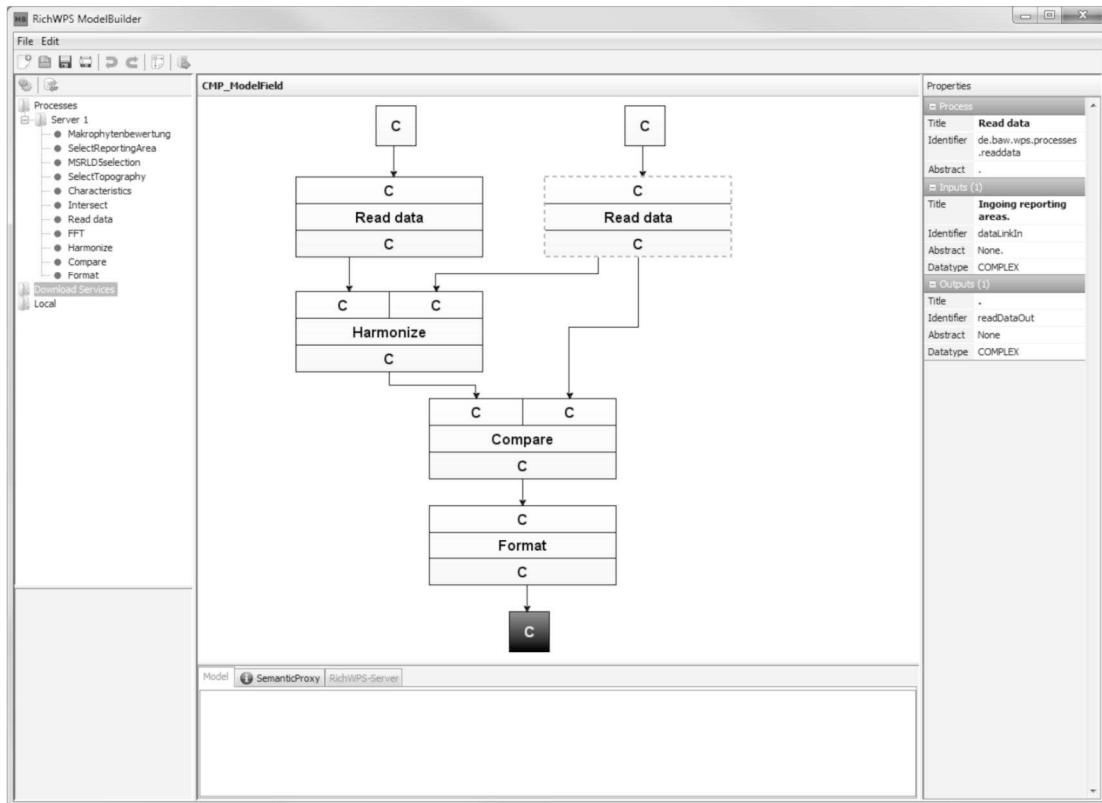 MB RichWPS ModelBuilder
File Edit
Processes
Server 1
Makrophytenbewertung
SelectReportingArea
MSRLD5selection
SelectTopography
Characteristics
Intersect
Read data
FFT
Harmonize
Compare
Format
Download Services
Local
CMP_ModelField
C
C
C
Read data
C
C
Read data
C
C C
Harmonize
C
C C
Compare
C
C
Format
C
C
Model SemanticProxy RichWPS-Server
Properties
Process
Title Read data
Identifier de.baw.wps.processes
.readdata
Abstract .
Inputs (1)
Title Ingoing reporting
areas.
Identifier dataLinkIn
Abstract None.
Datatype COMPLEX
Outputs (1)
Title .
Identifier readDataOut
Abstract None
Datatype COMPLEX